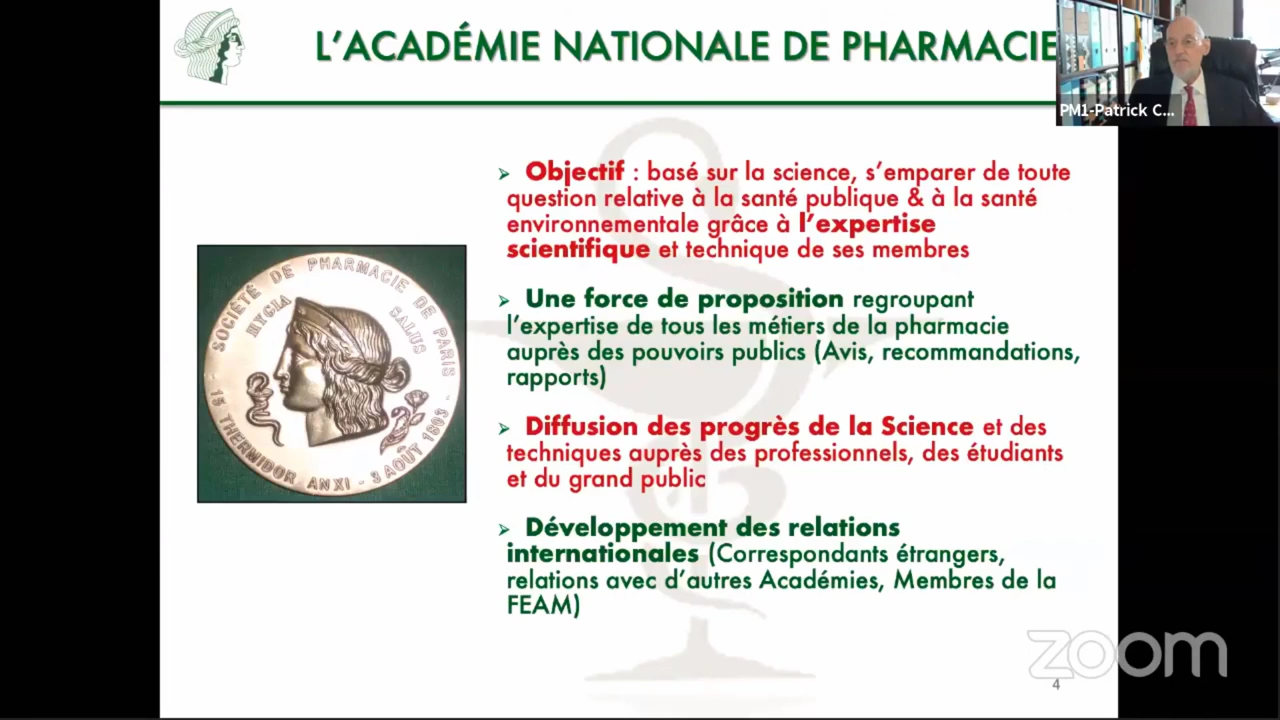 L'ACADÉMIE NATIONALE DE PHARMACIE
PM1-Patrick C...
➢ Objectif : basé sur la science, s'emparer de toute
question relative à la santé publique & à la santé
environnementale grâce à l'expertise
scientifique et technique de ses membres
SOCIÉTÉ DE PHARMACIE DE PARIS
HYGIA SALUS
15 THERMIDOR AN XI - 3 AOÛT 1803 -
➢ Une force de proposition regroupant
l'expertise de tous les métiers de la pharmacie
auprès des pouvoirs publics (Avis, recommandations,
rapports)
➢ Diffusion des progrès de la Science et des
techniques auprès des professionnels, des étudiants
et du grand public
➢ Développement des relations
internationales (Correspondants étrangers,
relations avec d'autres Académies, Membres de la
FEAM)
zoom
4